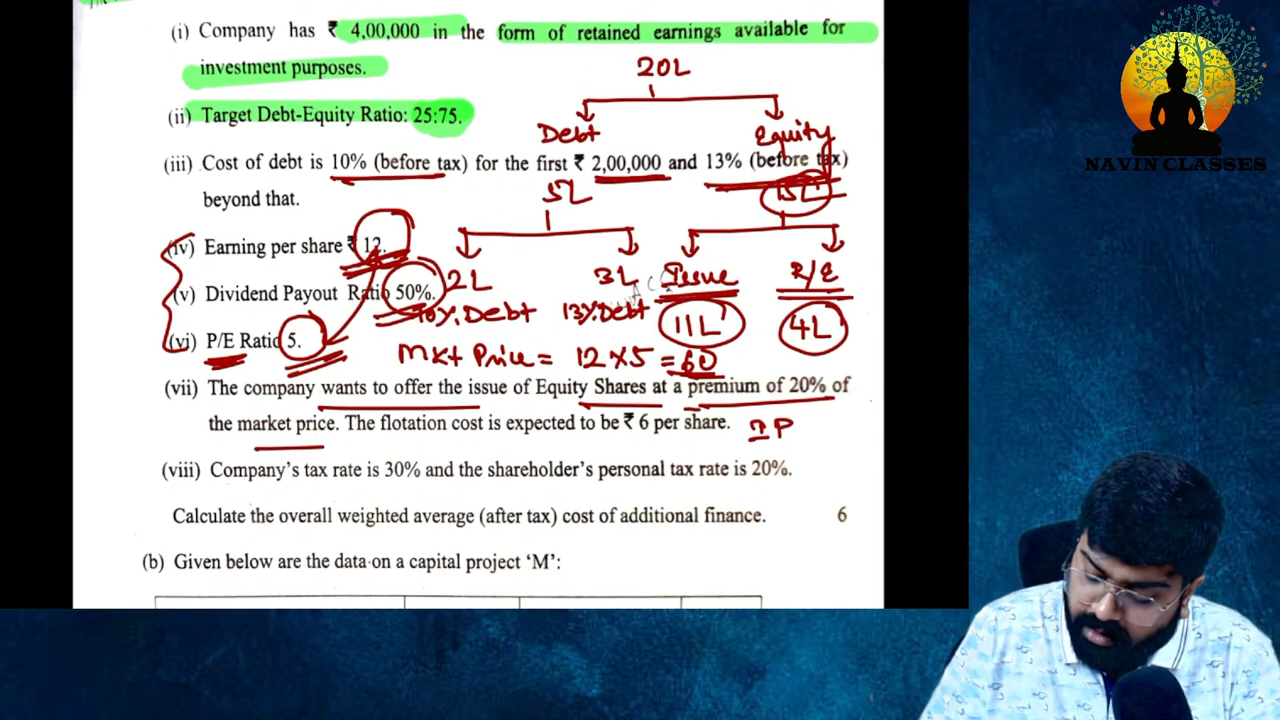 (i) Company has ₹ 4,00,000 in the form of retained earnings available for
investment purposes.
20L
(ii) Target Debt-Equity Ratio: 25:75.
Debt Equity
NAVIN CLASSES
(iii) Cost of debt is 10% (before tax) for the first ₹ 2,00,000 and 13% (before tax)
beyond that.
5L 15L
(iv) Earning per share ₹ 12.
2L 3L Issue R/E
(v) Dividend Payout Ratio 50%.
10% Debt 13% Debt 11L 4L
(vi) P/E Ratio 5.
Mkt Price = 12 x 5 = 60
(vii) The company wants to offer the issue of Equity Shares at a premium of 20% of
the market price. The flotation cost is expected to be ₹ 6 per share.
IP
(viii) Company's tax rate is 30% and the shareholder's personal tax rate is 20%.
Calculate the overall weighted average (after tax) cost of additional finance. 6
(b) Given below are the data on a capital project 'M':